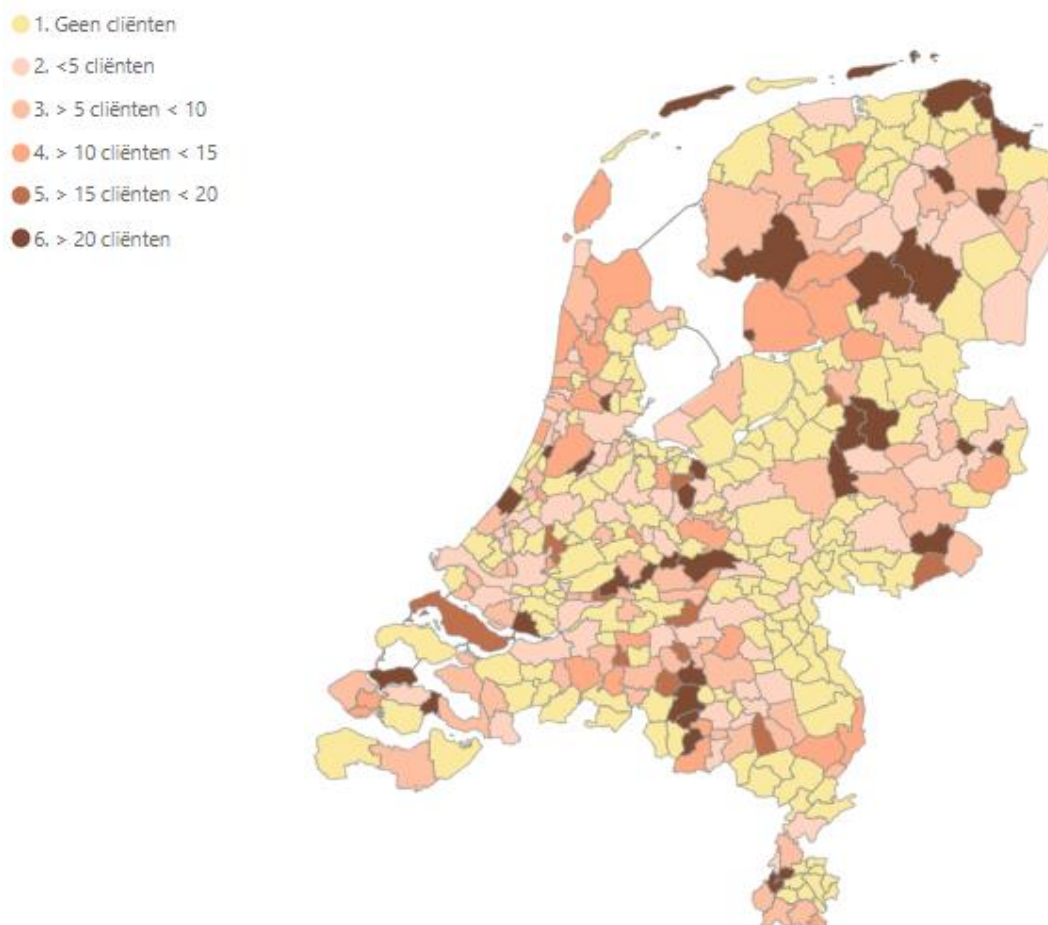 1. Geen cliënten
2. <5 cliënten
3. > 5 cliënten < 10
4. > 10 cliënten < 15
5. > 15 cliënten < 20
6. > 20 cliënten